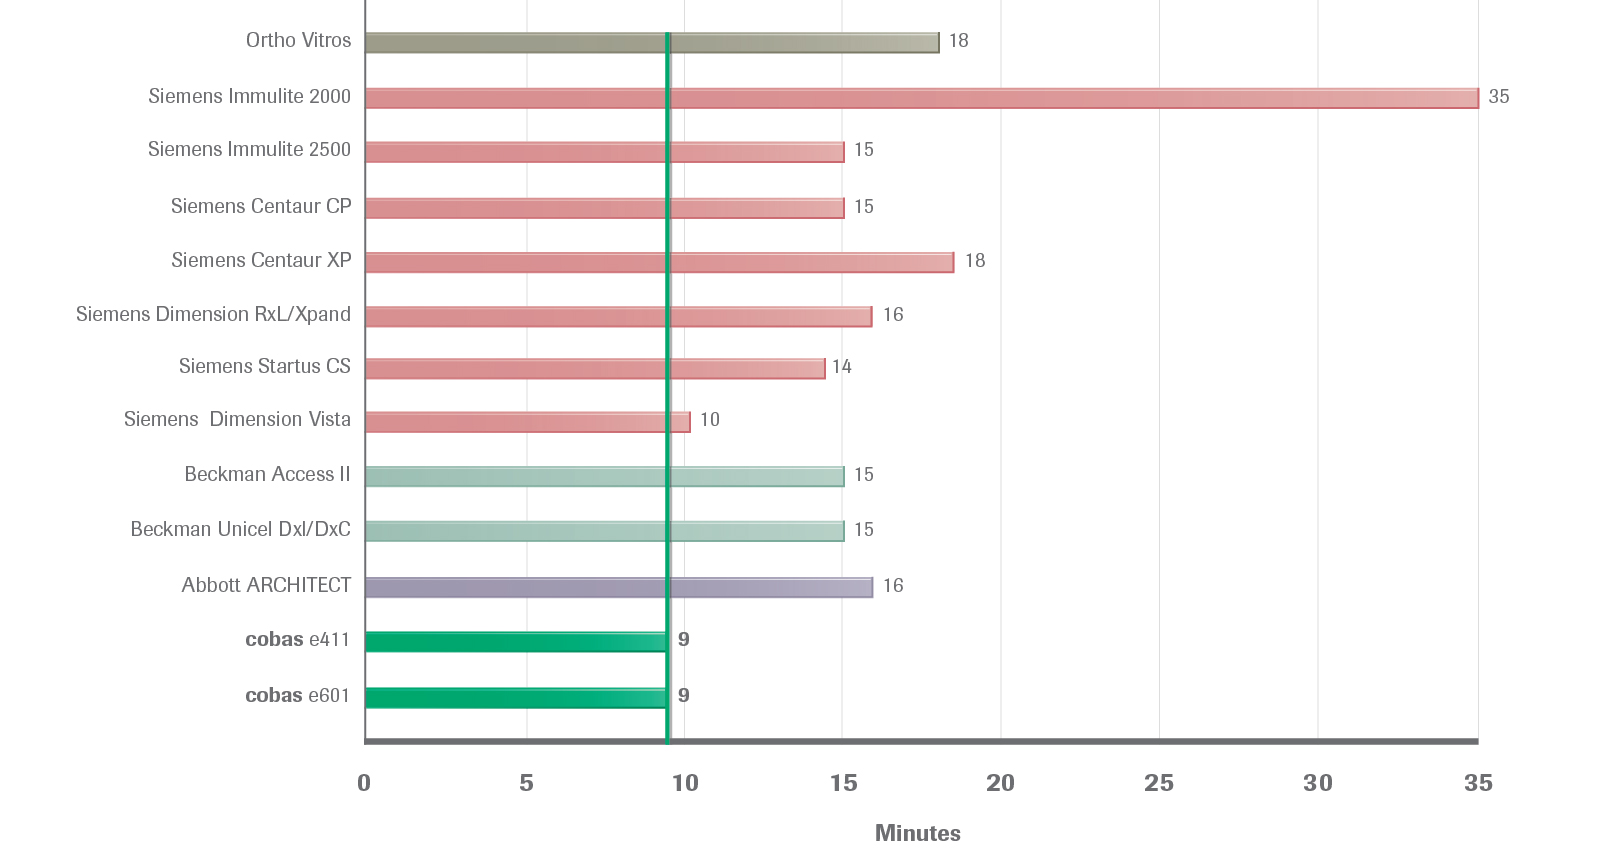 Ortho Vitros 18
Siemens Immulite 2000 35
Siemens Immulite 2500 15
Siemens Centaur CP 15
Siemens Centaur XP 18
Siemens Dimension RxL/Xpand 16
Siemens Startus CS 14
Siemens Dimension Vista 10
Beckman Access II 15
Beckman Unicel DxI/DxC 15
Abbott ARCHITECT 16
cobas e411 9
cobas e601 9
0 5 10 15 20 25 30 35
Minutes